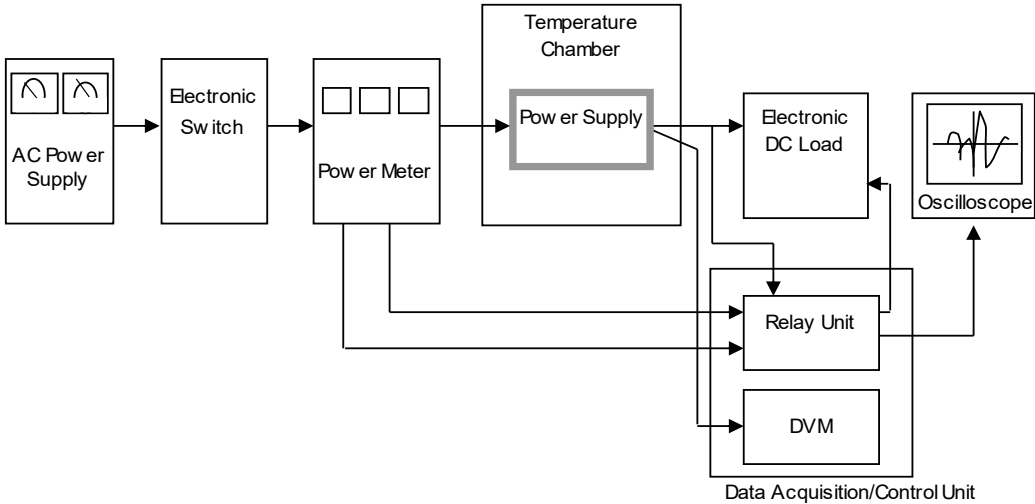 Temperature
Chamber
AC Power
Supply
Electronic
Switch
Power Meter
Power Supply
Electronic
DC Load
Oscilloscope
Relay Unit
DVM
Data Acquisition/Control Unit